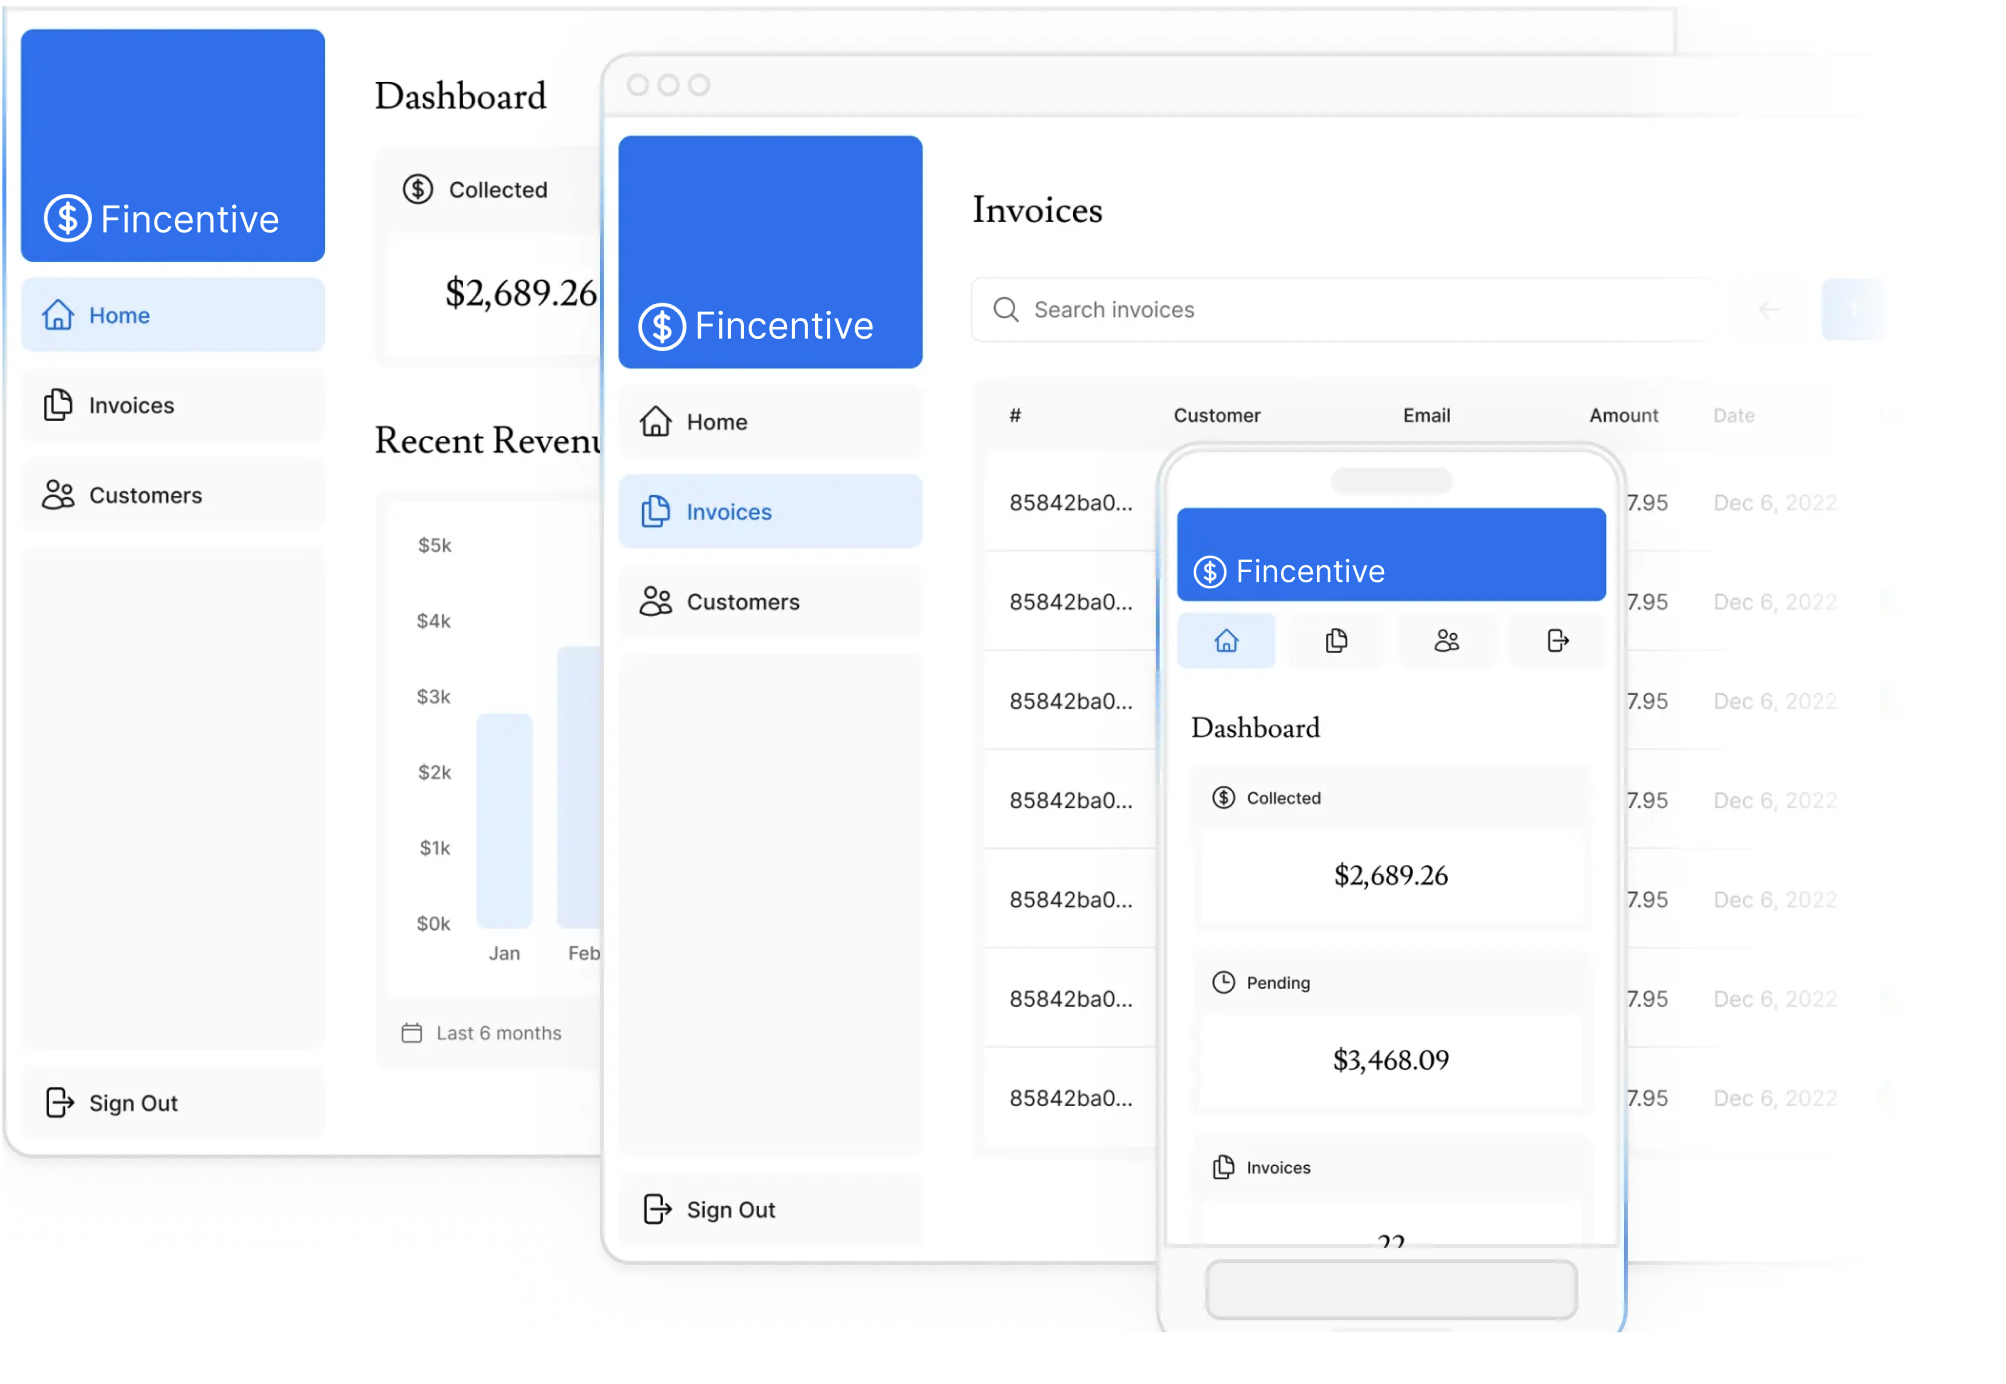 Fincentive
Home
Invoices
Customers
Sign Out
Dashboard
Collected
$2,689.26
Recent
$5k
$4k
$3k
$2k
$1k
$0k
Jan
Feb
Last 6 months
Fincentive
Home
Invoices
Customers
Sign Out
Invoices
Search invoices
1
# Customer Email Amount Date
85842ba0... 7.95 Dec 6, 2022
85842ba0... 7.95 Dec 6, 2022
85842ba0... 7.95 Dec 6, 2022
85842ba0... 7.95 Dec 6, 2022
85842ba0... 7.95 Dec 6, 2022
85842ba0... 7.95 Dec 6, 2022
85842ba0... 7.95 Dec 6, 2022
Fincentive
Dashboard
Collected
$2,689.26
Pending
$3,468.09
Invoices
22